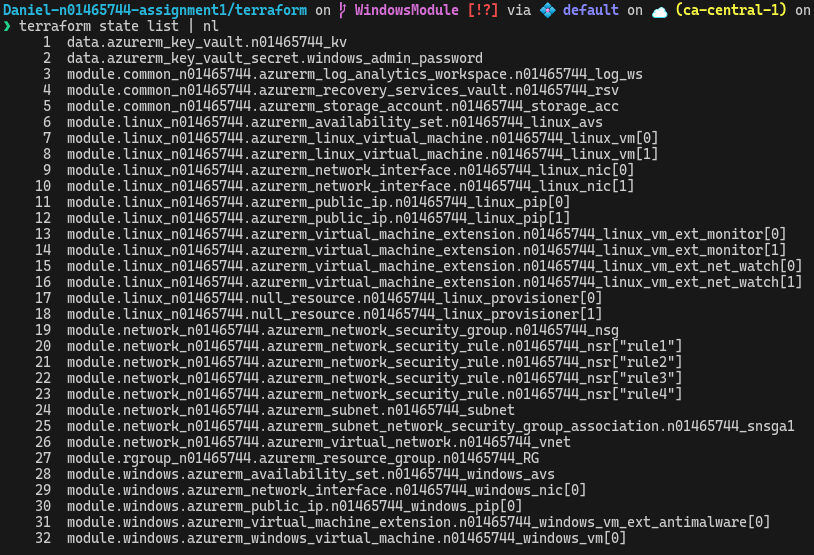 Daniel-n01465744-assignment1/terraform on WindowsModule [!?] via default on (ca-central-1) on
❯ terraform state list | nl
1 data.azurerm_key_vault.n01465744_kv
2 data.azurerm_key_vault_secret.windows_admin_password
3 module.common_n01465744.azurerm_log_analytics_workspace.n01465744_log_ws
4 module.common_n01465744.azurerm_recovery_services_vault.n01465744_rsv
5 module.common_n01465744.azurerm_storage_account.n01465744_storage_acc
6 module.linux_n01465744.azurerm_availability_set.n01465744_linux_avs
7 module.linux_n01465744.azurerm_linux_virtual_machine.n01465744_linux_vm[0]
8 module.linux_n01465744.azurerm_linux_virtual_machine.n01465744_linux_vm[1]
9 module.linux_n01465744.azurerm_network_interface.n01465744_linux_nic[0]
10 module.linux_n01465744.azurerm_network_interface.n01465744_linux_nic[1]
11 module.linux_n01465744.azurerm_public_ip.n01465744_linux_pip[0]
12 module.linux_n01465744.azurerm_public_ip.n01465744_linux_pip[1]
13 module.linux_n01465744.azurerm_virtual_machine_extension.n01465744_linux_vm_ext_monitor[0]
14 module.linux_n01465744.azurerm_virtual_machine_extension.n01465744_linux_vm_ext_monitor[1]
15 module.linux_n01465744.azurerm_virtual_machine_extension.n01465744_linux_vm_ext_net_watch[0]
16 module.linux_n01465744.azurerm_virtual_machine_extension.n01465744_linux_vm_ext_net_watch[1]
17 module.linux_n01465744.null_resource.n01465744_linux_provisioner[0]
18 module.linux_n01465744.null_resource.n01465744_linux_provisioner[1]
19 module.network_n01465744.azurerm_network_security_group.n01465744_nsg
20 module.network_n01465744.azurerm_network_security_rule.n01465744_nsr["rule1"]
21 module.network_n01465744.azurerm_network_security_rule.n01465744_nsr["rule2"]
22 module.network_n01465744.azurerm_network_security_rule.n01465744_nsr["rule3"]
23 module.network_n01465744.azurerm_network_security_rule.n01465744_nsr["rule4"]
24 module.network_n01465744.azurerm_subnet.n01465744_subnet
25 module.network_n01465744.azurerm_subnet_network_security_group_association.n01465744_snsga1
26 module.network_n01465744.azurerm_virtual_network.n01465744_vnet
27 module.rgroup_n01465744.azurerm_resource_group.n01465744_RG
28 module.windows.azurerm_availability_set.n01465744_windows_avs
29 module.windows.azurerm_network_interface.n01465744_windows_nic[0]
30 module.windows.azurerm_public_ip.n01465744_windows_pip[0]
31 module.windows.azurerm_virtual_machine_extension.n01465744_windows_vm_ext_antimalware[0]
32 module.windows.azurerm_windows_virtual_machine.n01465744_windows_vm[0]